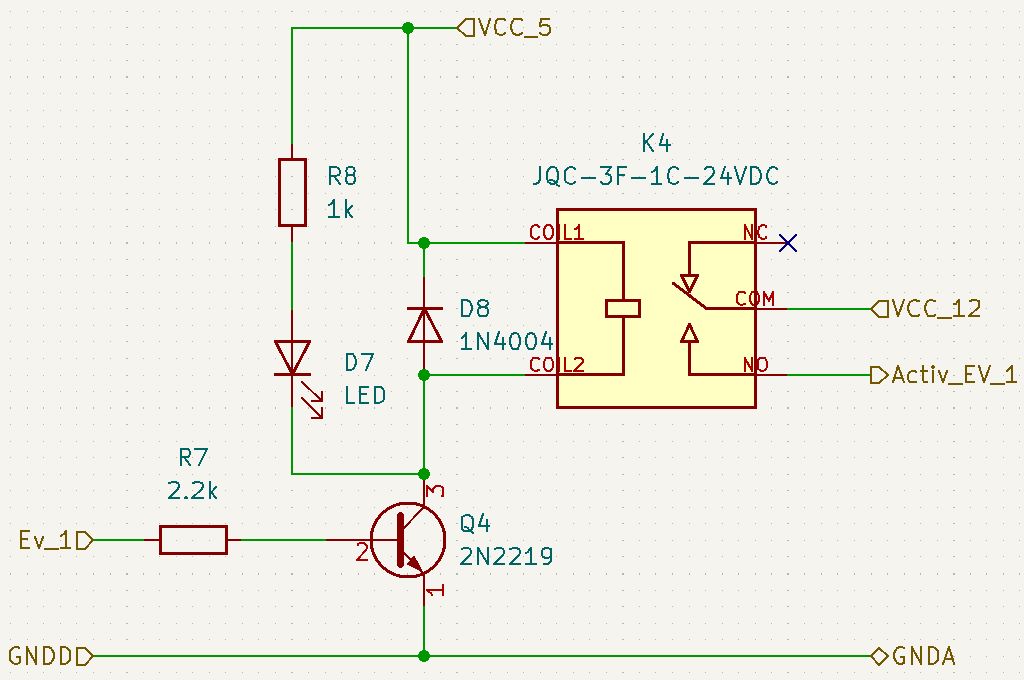 VCC_5
K4
JQC-3F-1C-24VDC
R8
1k
COIL1
NC
D8
1N4004
COM
VCC_12
D7
LED
COIL2
NO
Activ_EV_1
R7
2.2k
3
Ev_1
2
Q4
2N2219
1
GNDD
GNDA